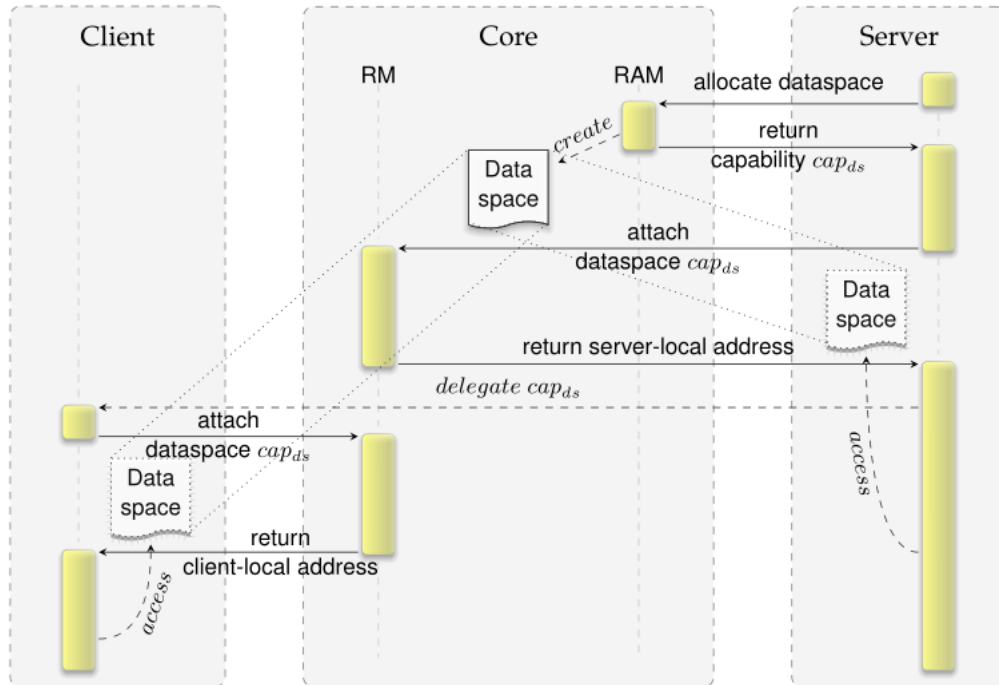 Client
Core
Server
RM
RAM
allocate dataspace
create
return
capability cap_ds
Data
space
attach
dataspace cap_ds
Data
space
return server-local address
delegate cap_ds
attach
dataspace cap_ds
access
Data
space
return
client-local address
access